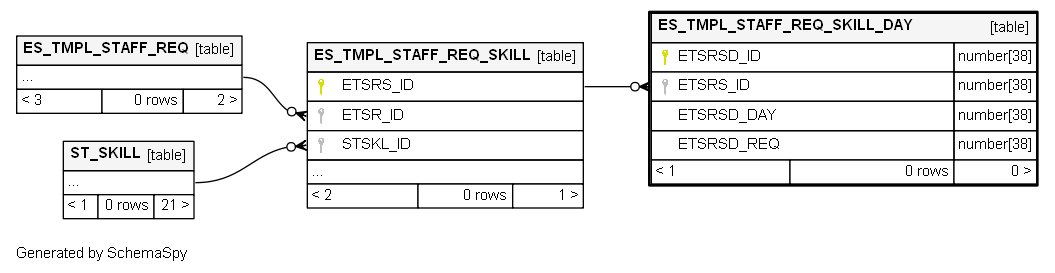 ES_TMPL_STAFF_REQ [table]
...
< 3 0 rows 2 >
ST_SKILL [table]
...
< 1 0 rows 21 >
ES_TMPL_STAFF_REQ_SKILL [table]
ETSRS_ID
ETSR_ID
STSKL_ID
...
< 2 0 rows 1 >
ES_TMPL_STAFF_REQ_SKILL_DAY [table]
ETSRSD_ID number[38]
ETSRS_ID number[38]
ETSRSD_DAY number[38]
ETSRSD_REQ number[38]
< 1 0 rows 0 >
Generated by SchemaSpy